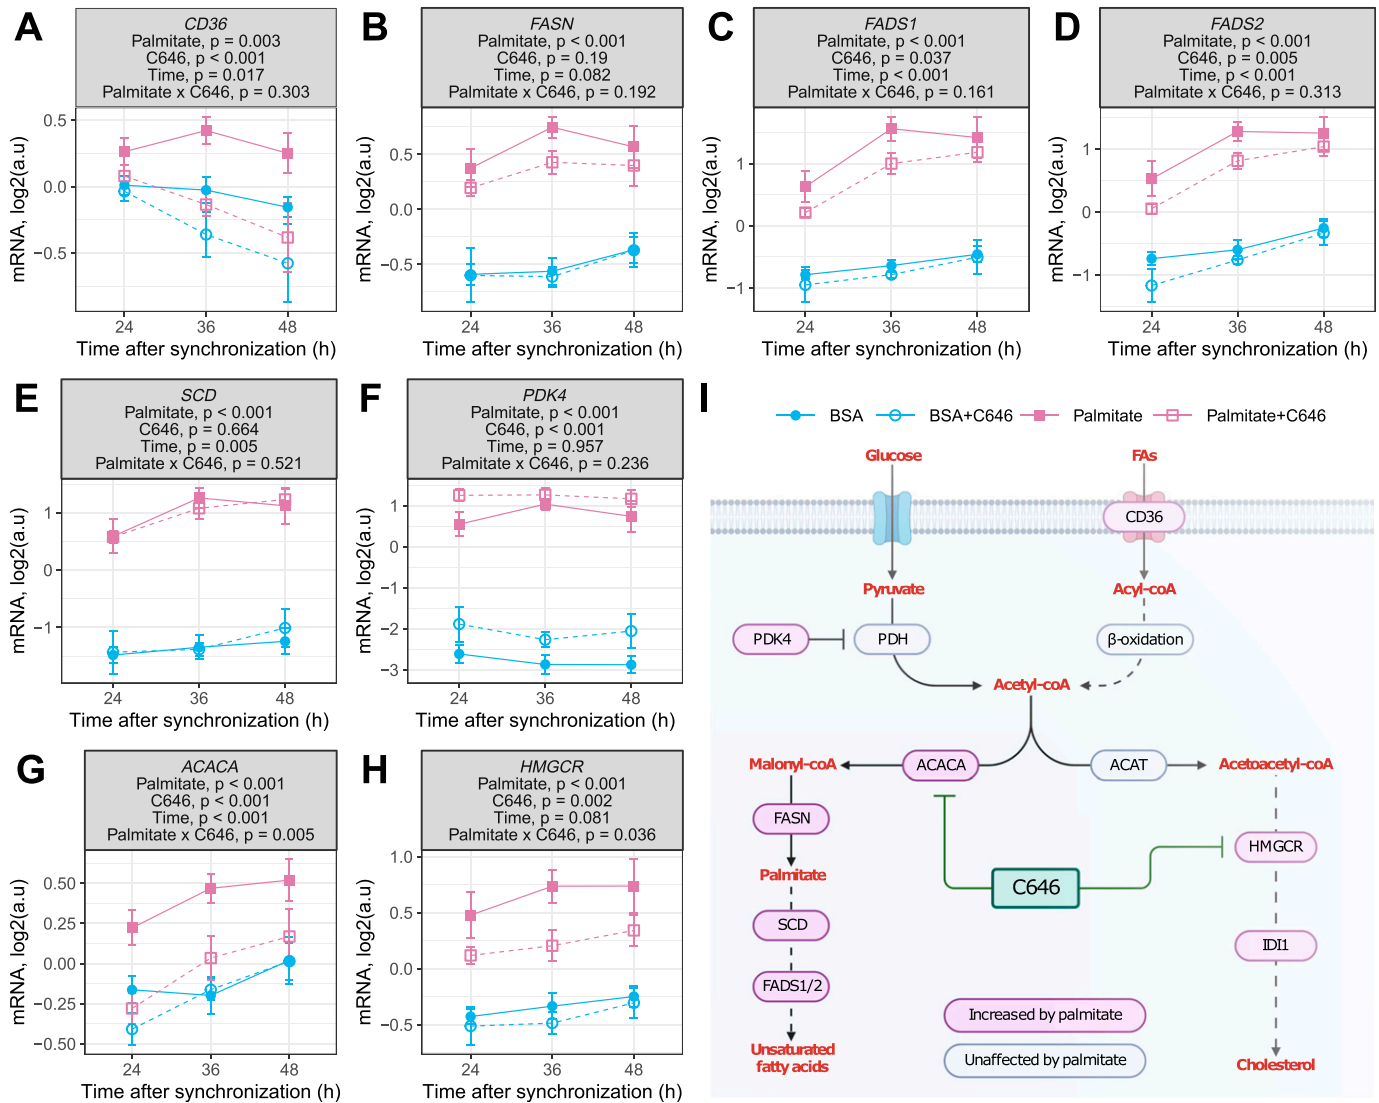 A
CD36
Palmitate, p = 0.003
C646, p < 0.001
Time, p = 0.017
Palmitate x C646, p = 0.303
mRNA, log2(a.u)
0.5
0.0
−0.5
24
36
48
Time after synchronization (h)
B
FASN
Palmitate, p < 0.001
C646, p = 0.19
Time, p = 0.082
Palmitate x C646, p = 0.192
mRNA, log2(a.u)
0.5
0.0
−0.5
24
36
48
Time after synchronization (h)
C
FADS1
Palmitate, p < 0.001
C646, p = 0.037
Time, p < 0.001
Palmitate x C646, p = 0.161
mRNA, log2(a.u)
1
0
−1
24
36
48
Time after synchronization (h)
D
FADS2
Palmitate, p < 0.001
C646, p = 0.005
Time, p < 0.001
Palmitate x C646, p = 0.313
mRNA, log2(a.u)
1
0
−1
24
36
48
Time after synchronization (h)
E
SCD
Palmitate, p < 0.001
C646, p = 0.664
Time, p = 0.005
Palmitate x C646, p = 0.521
mRNA, log2(a.u)
1
0
−1
24
36
48
Time after synchronization (h)
F
PDK4
Palmitate, p < 0.001
C646, p < 0.001
Time, p = 0.957
Palmitate x C646, p = 0.236
mRNA, log2(a.u)
1
0
−1
−2
−3
24
36
48
Time after synchronization (h)
G
ACACA
Palmitate, p < 0.001
C646, p < 0.001
Time, p < 0.001
Palmitate x C646, p = 0.005
mRNA, log2(a.u)
0.50
0.25
0.00
−0.25
−0.50
24
36
48
Time after synchronization (h)
H
HMGCR
Palmitate, p < 0.001
C646, p = 0.002
Time, p = 0.081
Palmitate x C646, p = 0.036
mRNA, log2(a.u)
1.0
0.5
0.0
−0.5
24
36
48
Time after synchronization (h)
I
BSA
BSA+C646
Palmitate
Palmitate+C646
Glucose
FAs
CD36
Pyruvate
Acyl-coA
PDK4
PDH
β-oxidation
Acetyl-coA
Malonyl-coA
ACACA
ACAT
Acetoacetyl-coA
FASN
HMGCR
Palmitate
C646
SCD
IDI1
FADS1/2
Increased by palmitate
Unaffected by palmitate
Unsaturated
fatty acids
Cholesterol